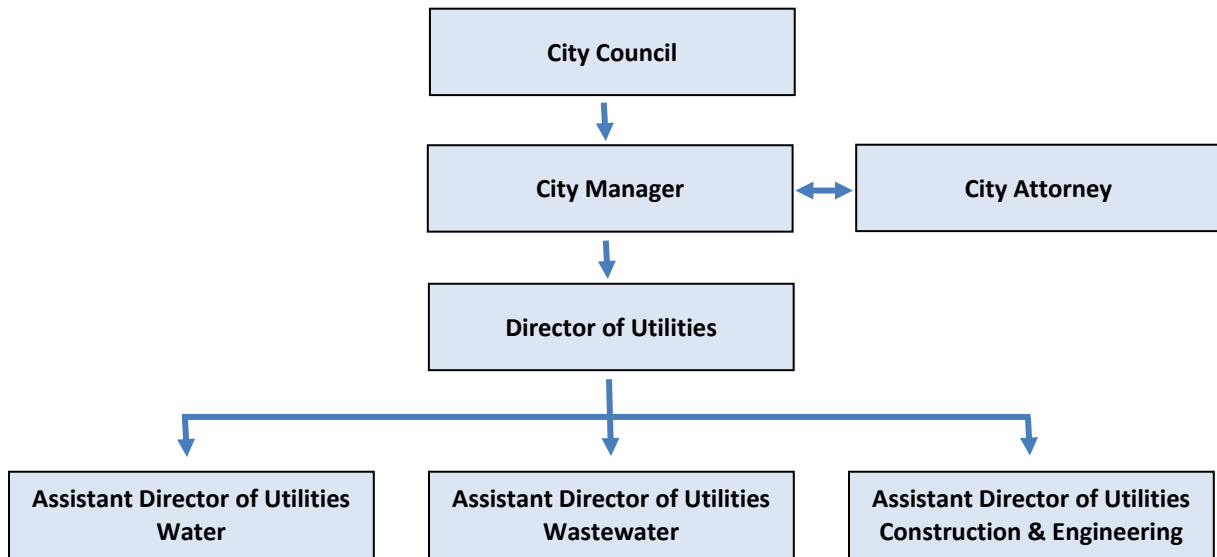 City Council
City Manager
City Attorney
Director of Utilities
Assistant Director of Utilities
Water
Assistant Director of Utilities
Wastewater
Assistant Director of Utilities
Construction & Engineering